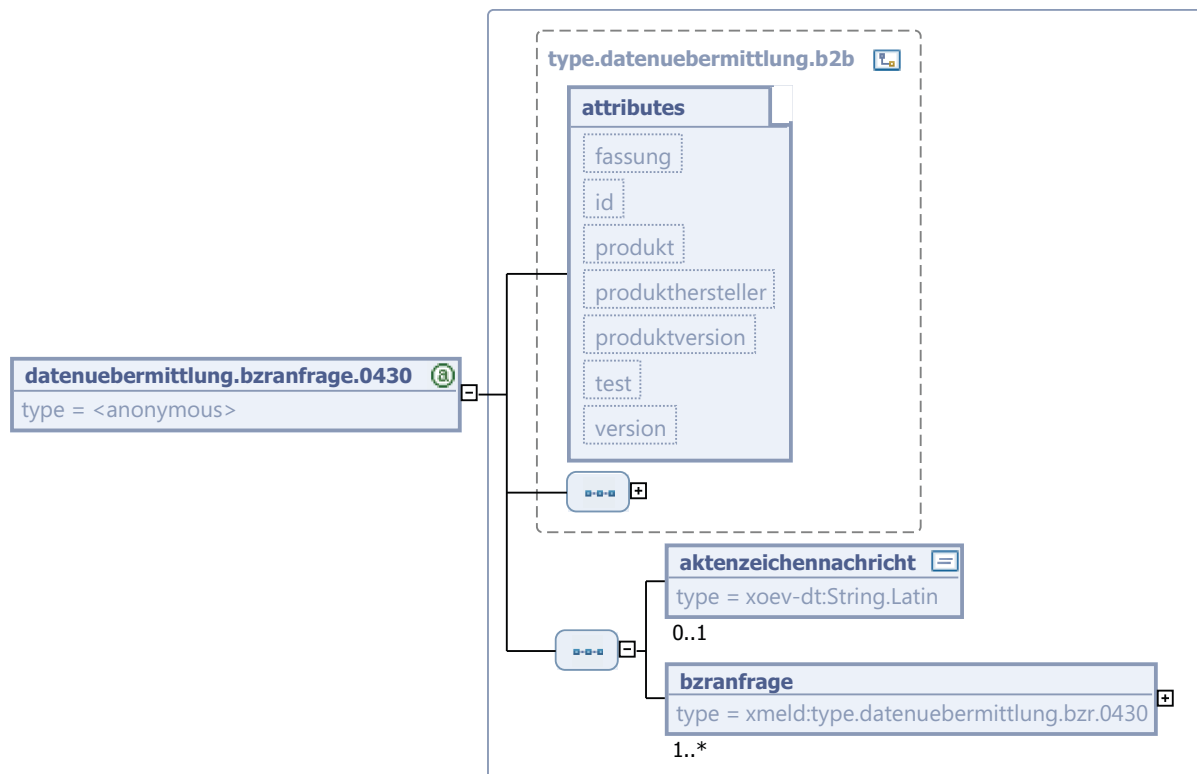 type.datenuebermittlung.b2b
attributes
fassung
id
produkt
produkthersteller
produktversion
test
version
datenuebermittlung.bzranfrage.0430 @
type = <anonymous>
aktenzeichennachricht
type = xoev-dt:String.Latin
0..1
bzranfrage
type = xmeld:type.datenuebermittlung.bzr.0430
1..*